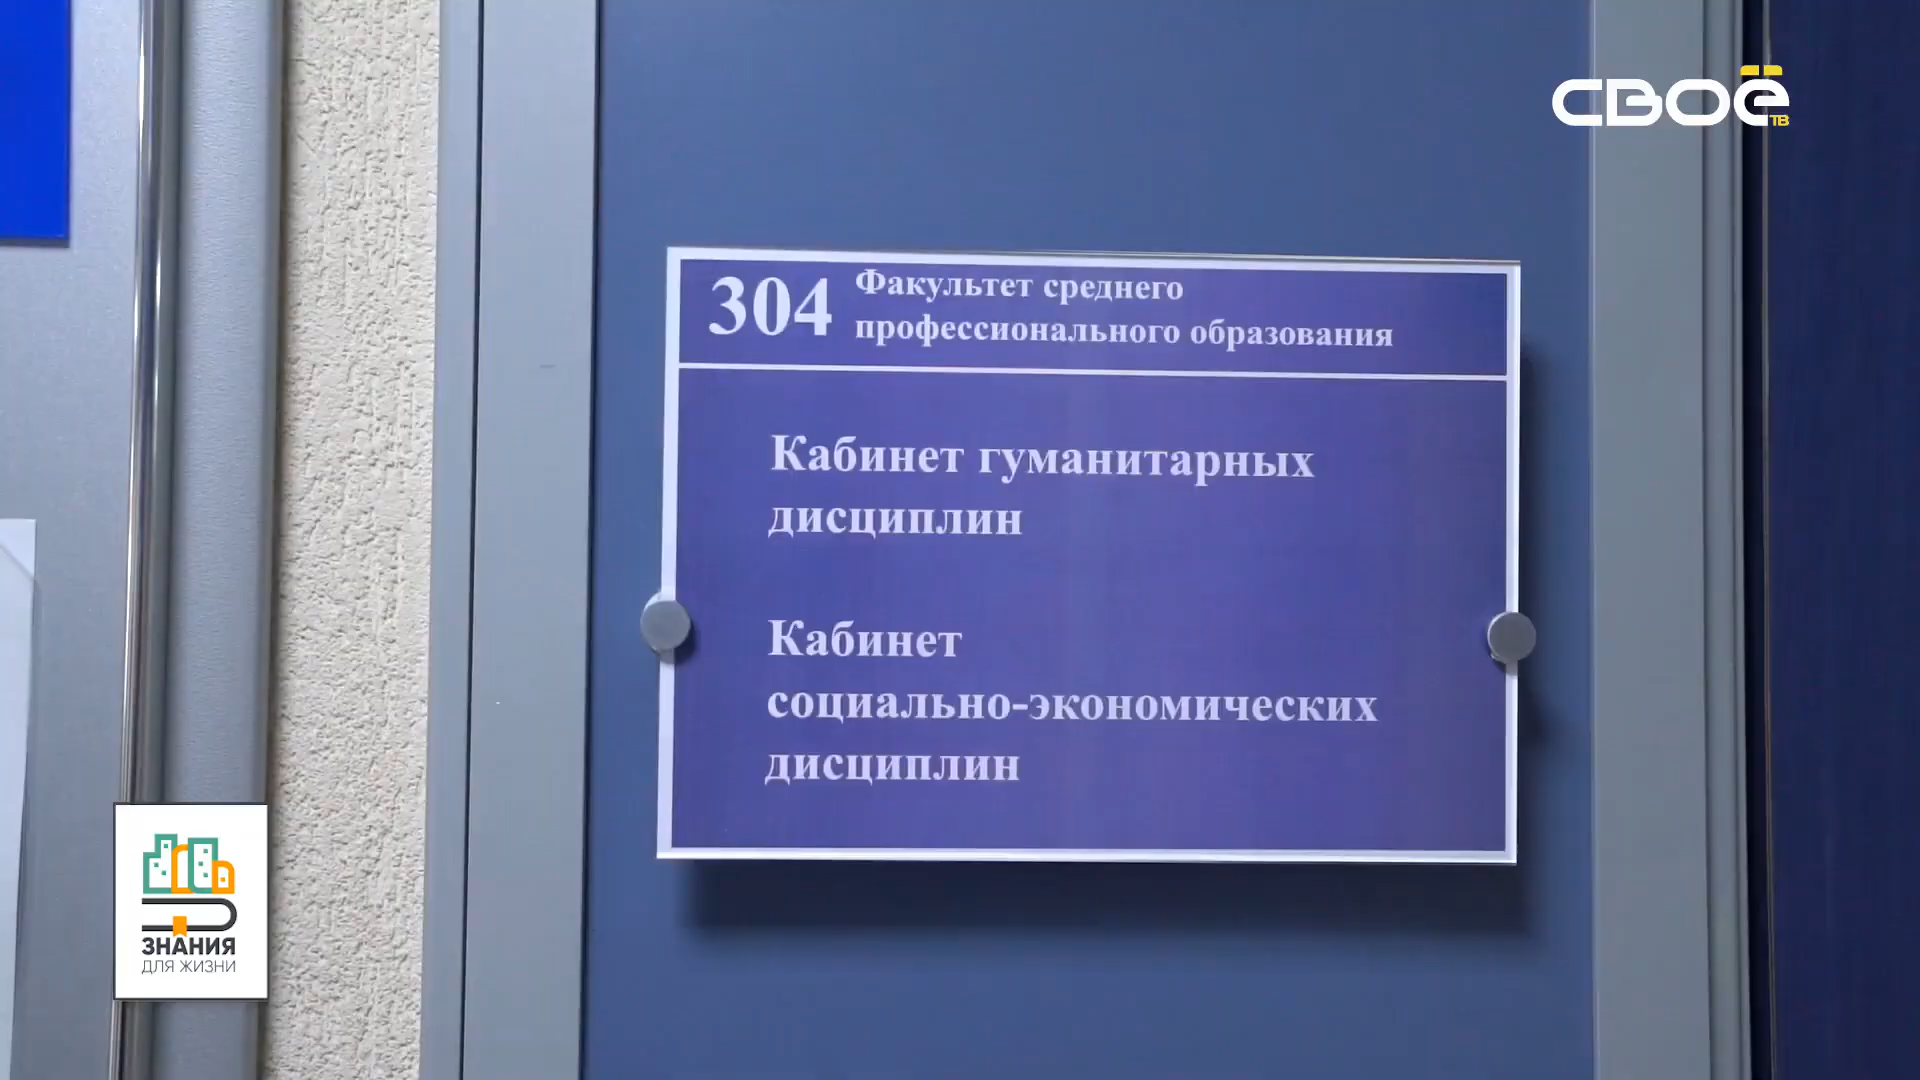 СВОЁ
ТВ
304
Факультет среднего
профессионального образования
Кабинет гуманитарных
дисциплин
Кабинет
социально-экономических
дисциплин
ЗНАНИЯ
ДЛЯ ЖИЗНИ